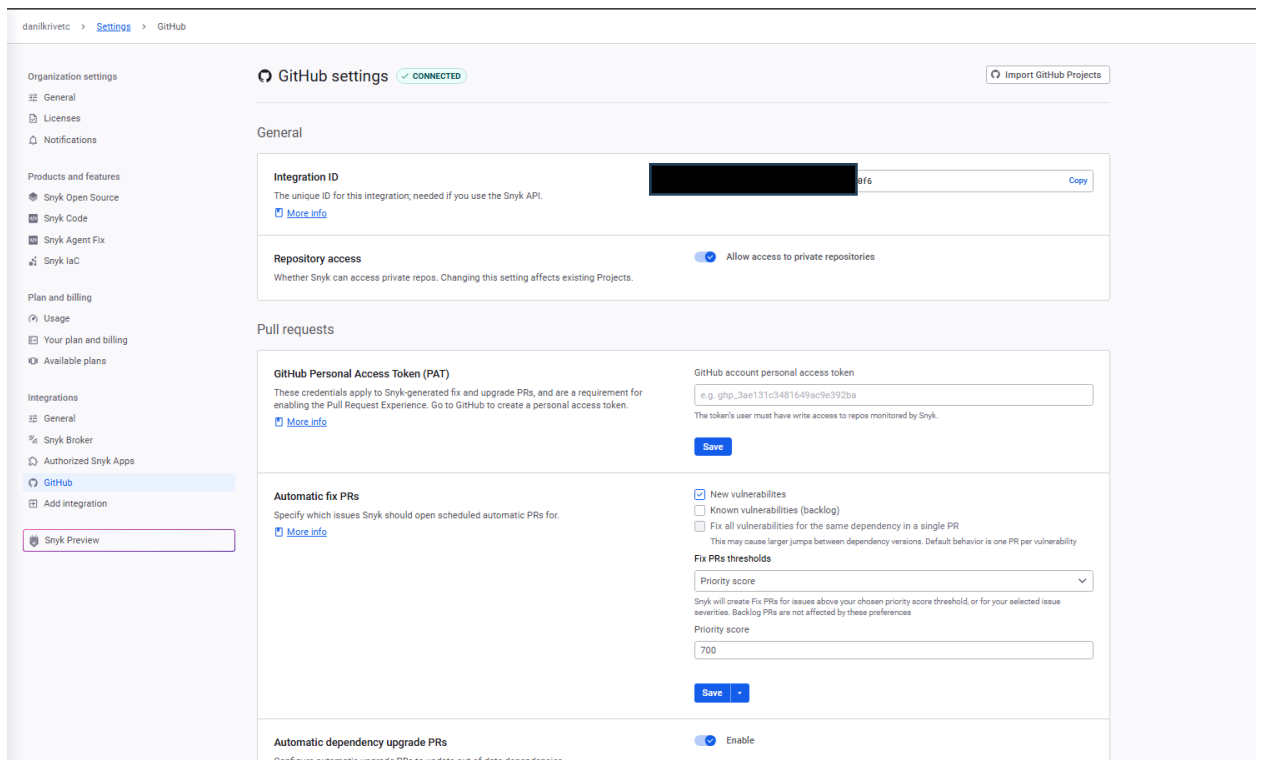 danilkrivetc > Settings > GitHub
Organization settings
General
Licenses
Notifications
Products and features
Snyk Open Source
Snyk Code
Snyk Agent Fix
Snyk IaC
Plan and billing
Usage
Your plan and billing
Available plans
Integrations
General
Snyk Broker
Authorized Snyk Apps
GitHub
Add integration
Snyk Preview
GitHub settings CONNECTED
Import GitHub Projects
General
Integration ID
The unique ID for this integration; needed if you use the Snyk API.
More info
0f6 Copy
Repository access
Whether Snyk can access private repos. Changing this setting affects existing Projects.
Allow access to private repositories
Pull requests
GitHub Personal Access Token (PAT)
These credentials apply to Snyk-generated fix and upgrade PRs, and are a requirement for
enabling the Pull Request Experience. Go to GitHub to create a personal access token.
More info
GitHub account personal access token
e.g. ghp_3ae131c3481649ac9e392ba
The token's user must have write access to repos monitored by Snyk.
Save
Automatic fix PRs
Specify which issues Snyk should open scheduled automatic PRs for.
More info
New vulnerabilites
Known vulnerabilities (backlog)
Fix all vulnerabilities for the same dependency in a single PR
This may cause larger jumps between dependency versions. Default behavior is one PR per vulnerability
Fix PRs thresholds
Priority score
Snyk will create Fix PRs for issues above your chosen priority score threshold, or for your selected issue
severities. Backlog PRs are not affected by these preferences
Priority score
700
Save
Automatic dependency upgrade PRs
Enable